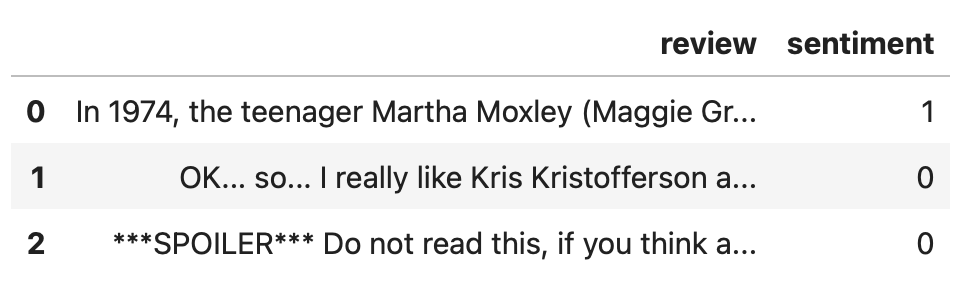 review sentiment
0 In 1974, the teenager Martha Moxley (Maggie Gr... 1
1 OK... so... I really like Kris Kristofferson a... 0
2 ***SPOILER*** Do not read this, if you think a... 0